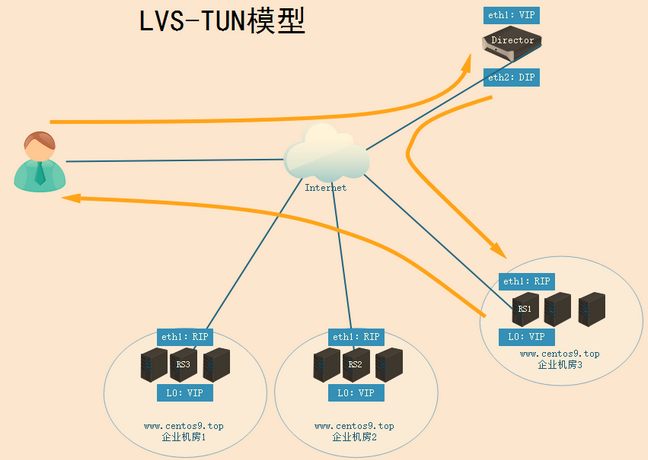 LVS-TUN模型
eth1: VIP
Director
eth2: DIP
Internet
eth1: RIP
RS1
LO: VIP
www.centos9.top
企业机房3
eth1: RIP
RS3
LO: VIP
www.centos9.top
企业机房1
eth1: RIP
RS2
LO: VIP
www.centos9.top
企业机房2